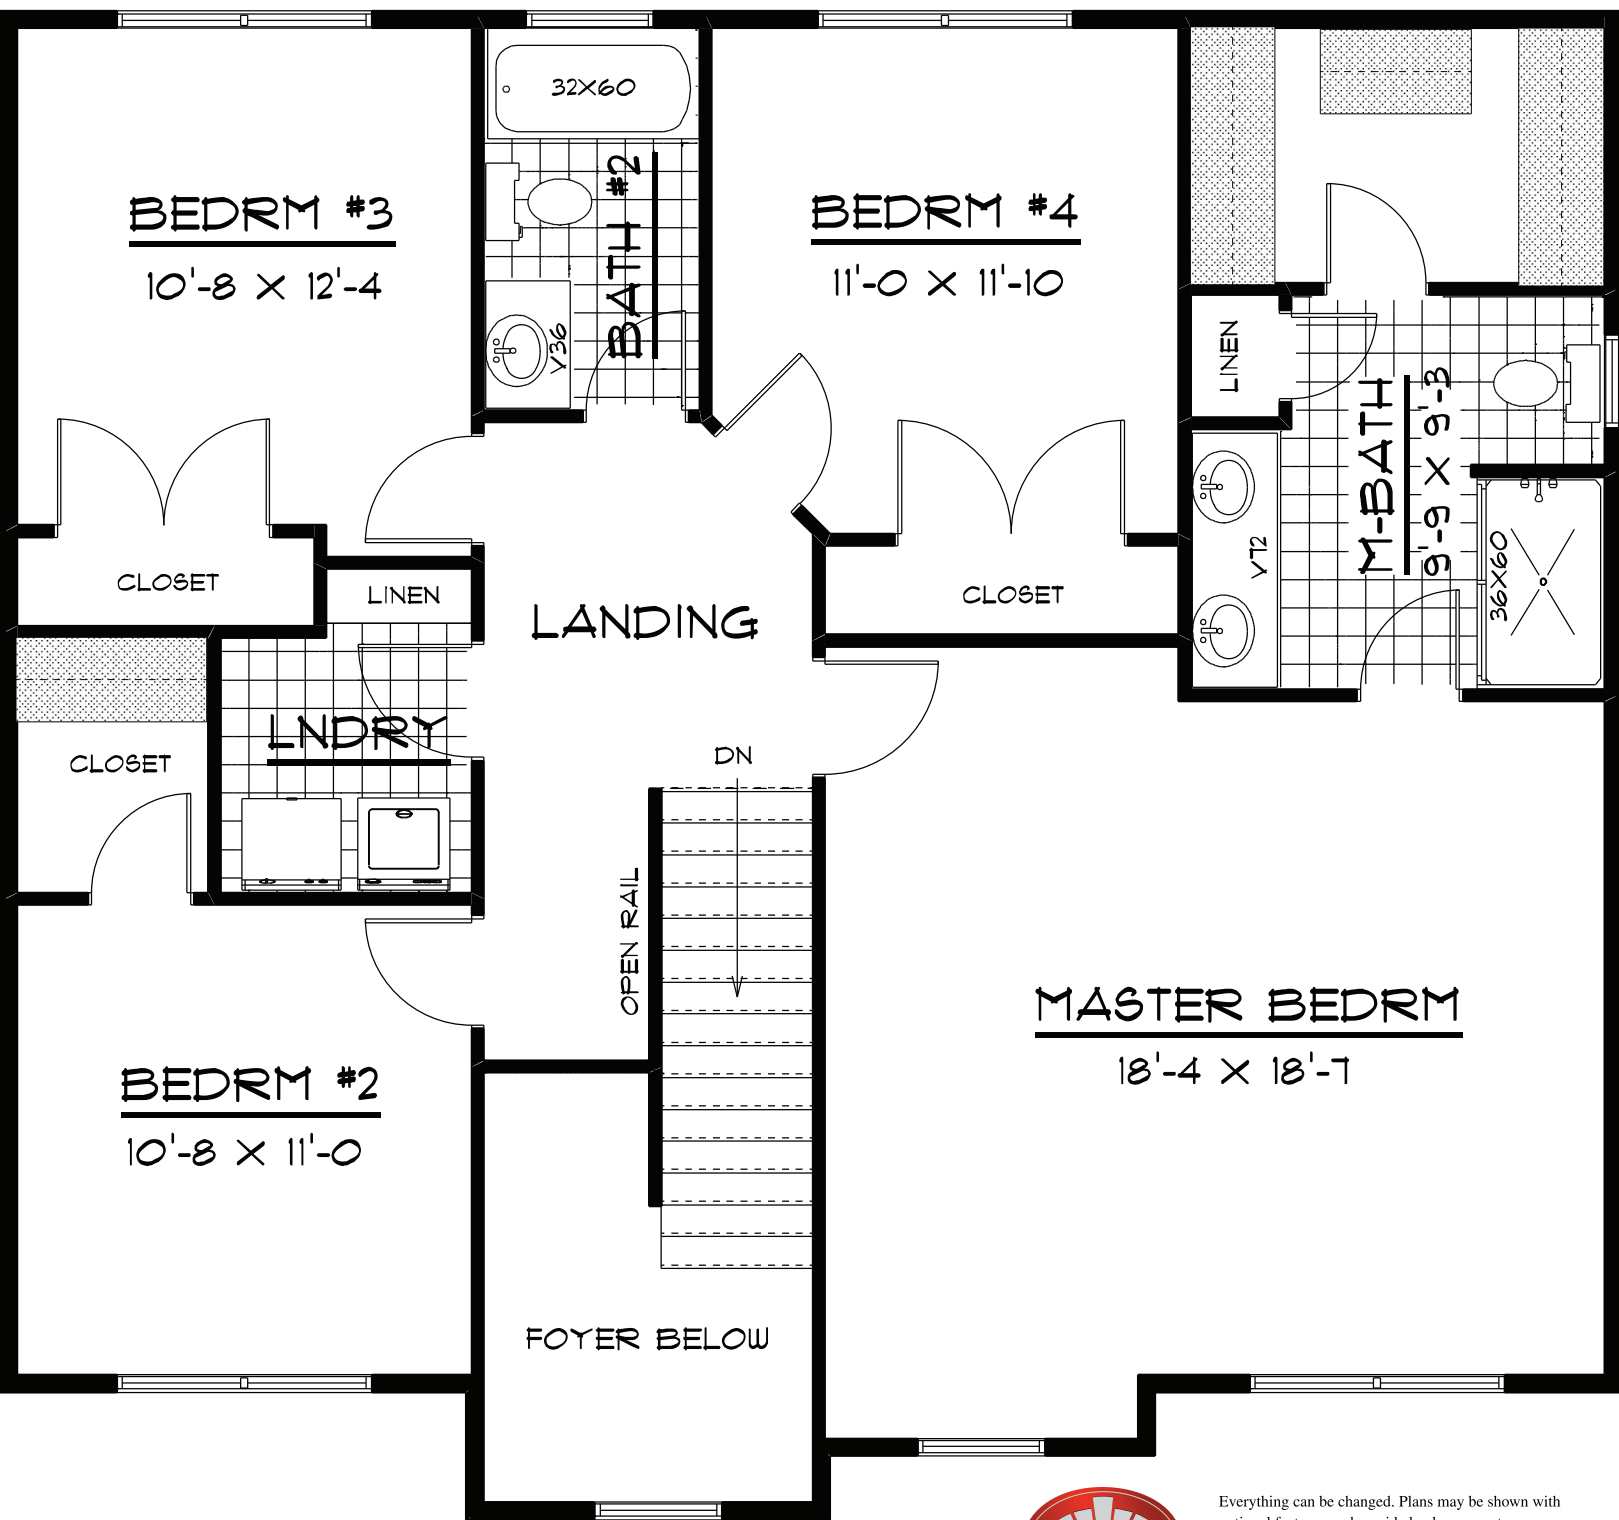 32X60
BATH #2
V36
BEDRM #3
10'-8 X 12'-4
BEDRM #4
11'-0 X 11'-10
LINEN
M-BATH
9'-9 X 9'-3
V72
36X60
CLOSET
LINEN
LANDING
CLOSET
LNDRY
CLOSET
DN
OPEN RAIL
MASTER BEDRM
18'-4 X 18'-7
BEDRM #2
10'-8 X 11'-0
FOYER BELOW
Everything can be changed. Plans may be shown with